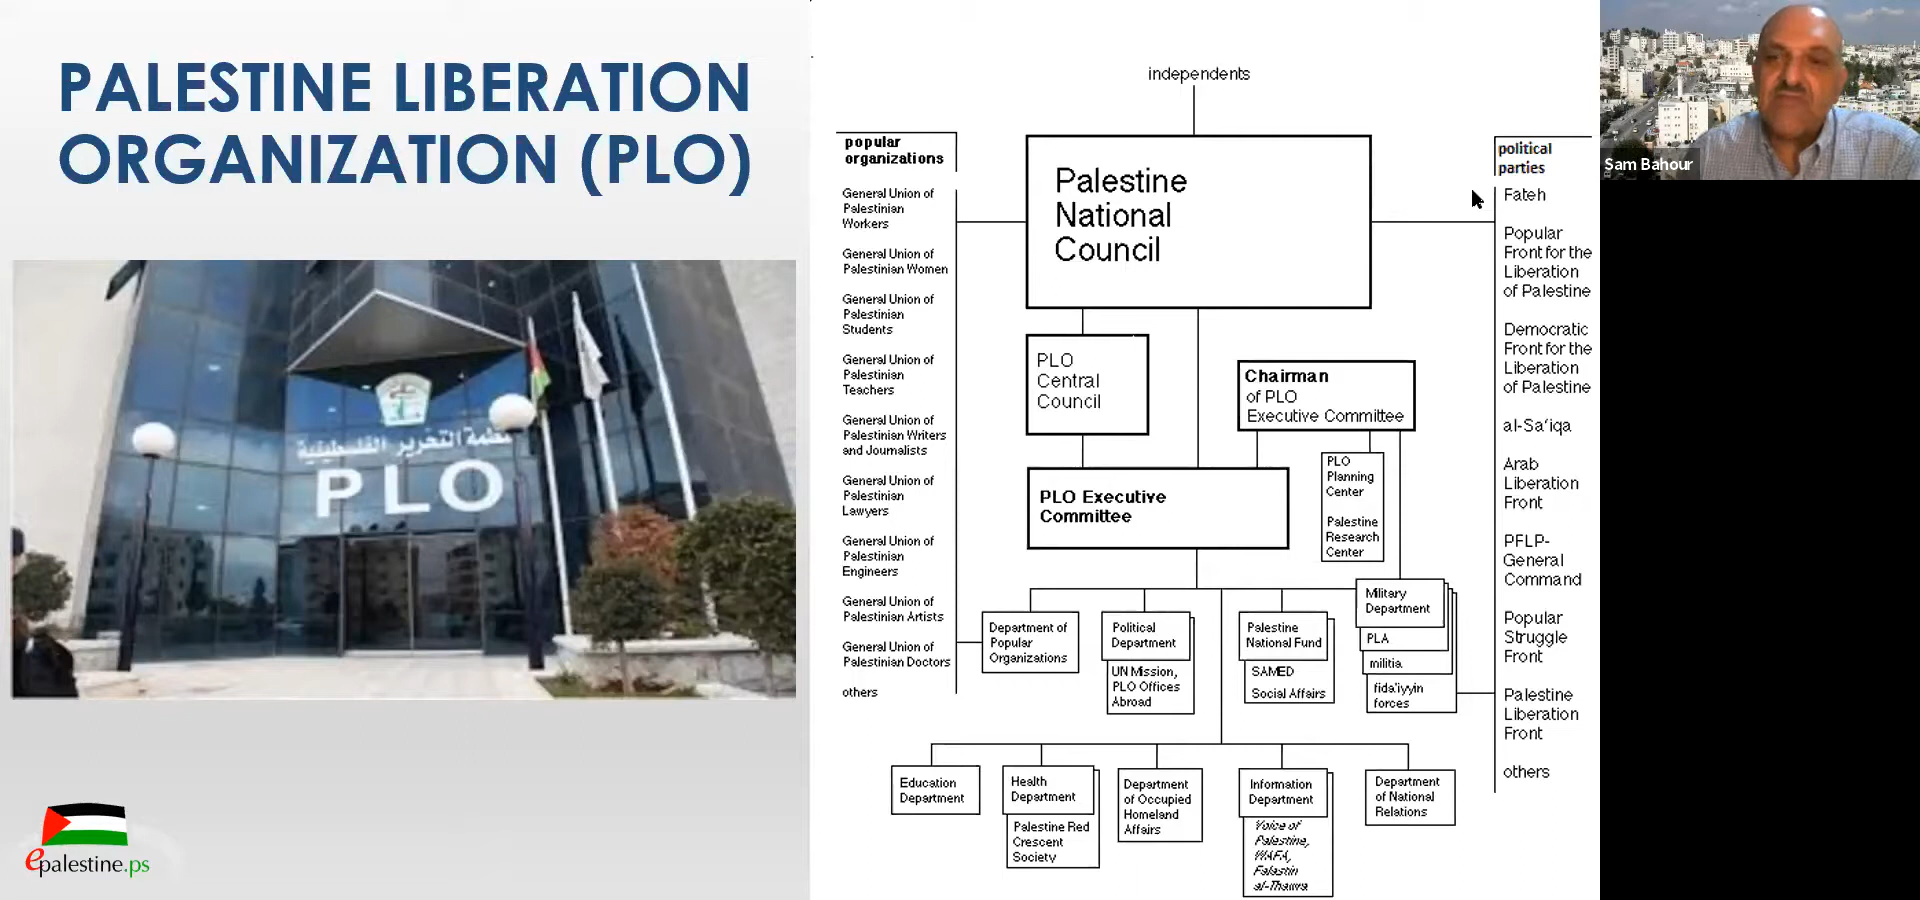 PALESTINE LIBERATION
ORGANIZATION (PLO)
منظمة التحرير الفلسطينية
PLO
epalestine.ps
independents
popular
organizations
General Union of
Palestinian
Workers
General Union of
Palestinian Women
General Union of
Palestinian
Students
General Union of
Palestinian
Teachers
General Union of
Palestinian Writers
and Journalists
General Union of
Palestinian
Lawyers
General Union of
Palestinian
Engineers
General Union of
Palestinian Artists
General Union of
Palestinian Doctors
others
Palestine
National
Council
PLO
Central
Council
Chairman
of PLO
Executive Committee
PLO Executive
Committee
PLO
Planning
Center
Palestine
Research
Center
Department of
Popular
Organizations
Political
Department
UN Mission,
PLO Offices
Abroad
Palestine
National Fund
SAMED
Social Affairs
Military
Department
PLA
militia
fida'iyyin
forces
Education
Department
Health
Department
Palestine Red
Crescent
Society
Department
of Occupied
Homeland
Affairs
Information
Department
Voice of
Palestine,
WAFA,
Falastin
al-Thawra
Department
of National
Relations
political
parties
Fateh
Popular
Front for the
Liberation
of Palestine
Democratic
Front for the
Liberation
of Palestine
al-Sa'iqa
Arab
Liberation
Front
PFLP-
General
Command
Popular
Struggle
Front
Palestine
Liberation
Front
others
Sam Bahour